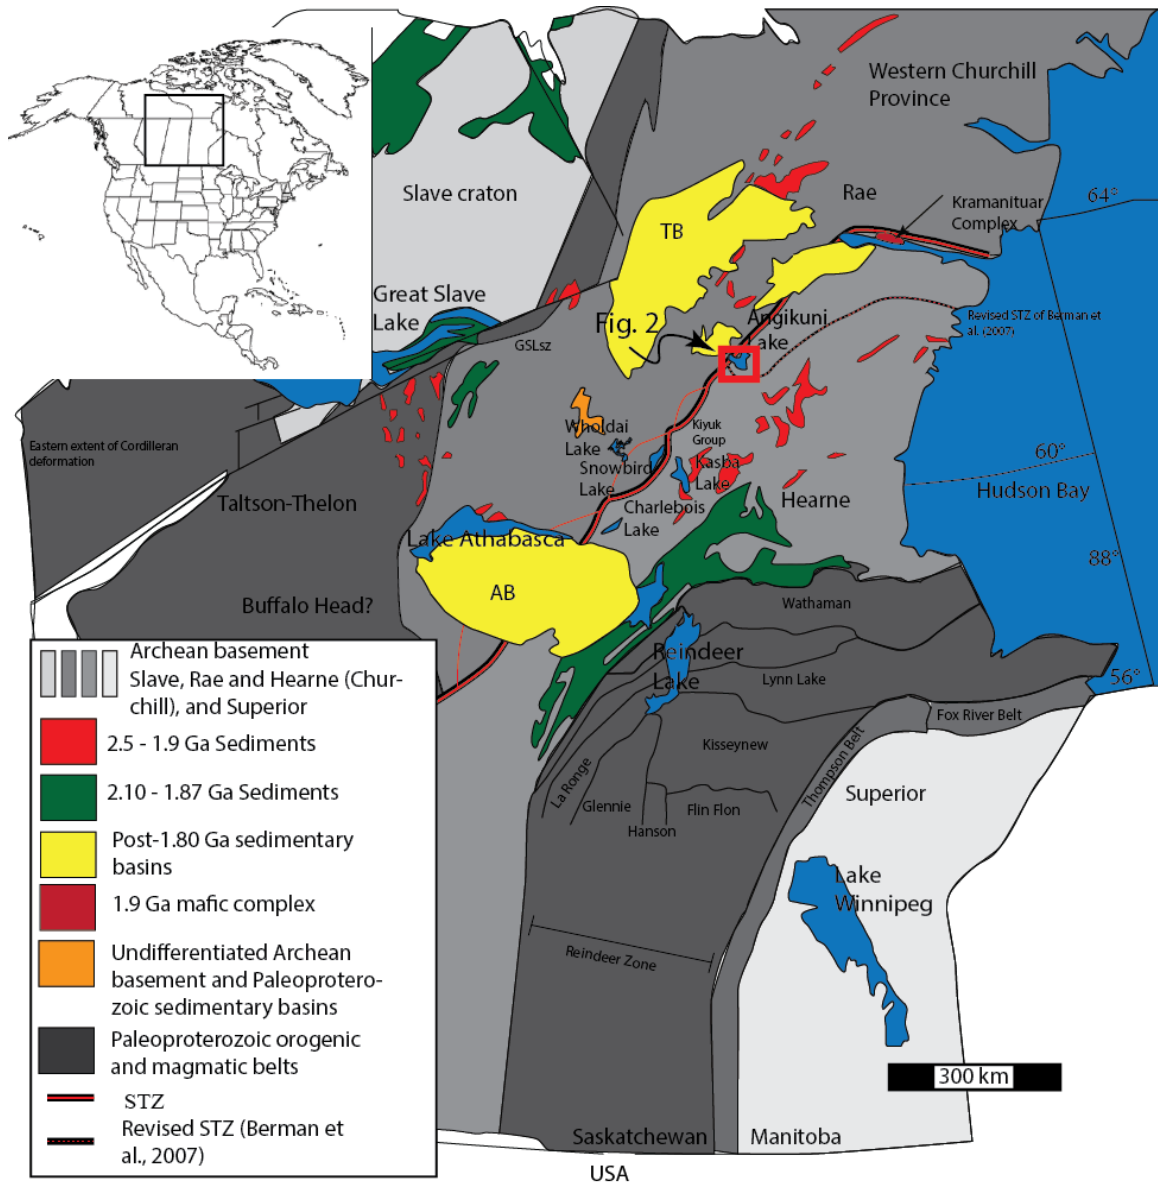 Western Churchill
Province
Slave craton
Rae
64°
Kramanituar
Complex
TB
Great Slave
Lake
Fig. 2
Angikuni
Lake
Revised STZ of Berman et
al. (2007)
GSLsz
Eastern extent of Cordilleran
deformation
Wholdai
Lake
Kiyuk
Group
Snowbird
Lake
Kasba
Lake
60°
Hudson Bay
Taltson-Thelon
Hearne
Charlebois
Lake
Lake Athabasca
88°
AB
Buffalo Head?
Wathaman
Reindeer
Lake
Lynn Lake
56°
Fox River Belt
Kisseynew
Thompson Belt
La Ronge
Glennie
Flin Flon
Hanson
Superior
Lake
Winnipeg
Reindeer Zone
300 km
Saskatchewan
Manitoba
USA
Archean basement
Slave, Rae and Hearne (Chur-
chill), and Superior
2.5 - 1.9 Ga Sediments
2.10 - 1.87 Ga Sediments
Post-1.80 Ga sedimentary
basins
1.9 Ga mafic complex
Undifferentiated Archean
basement and Paleoprotero-
zoic sedimentary basins
Paleoproterozoic orogenic
and magmatic belts
STZ
Revised STZ (Berman et
al., 2007)